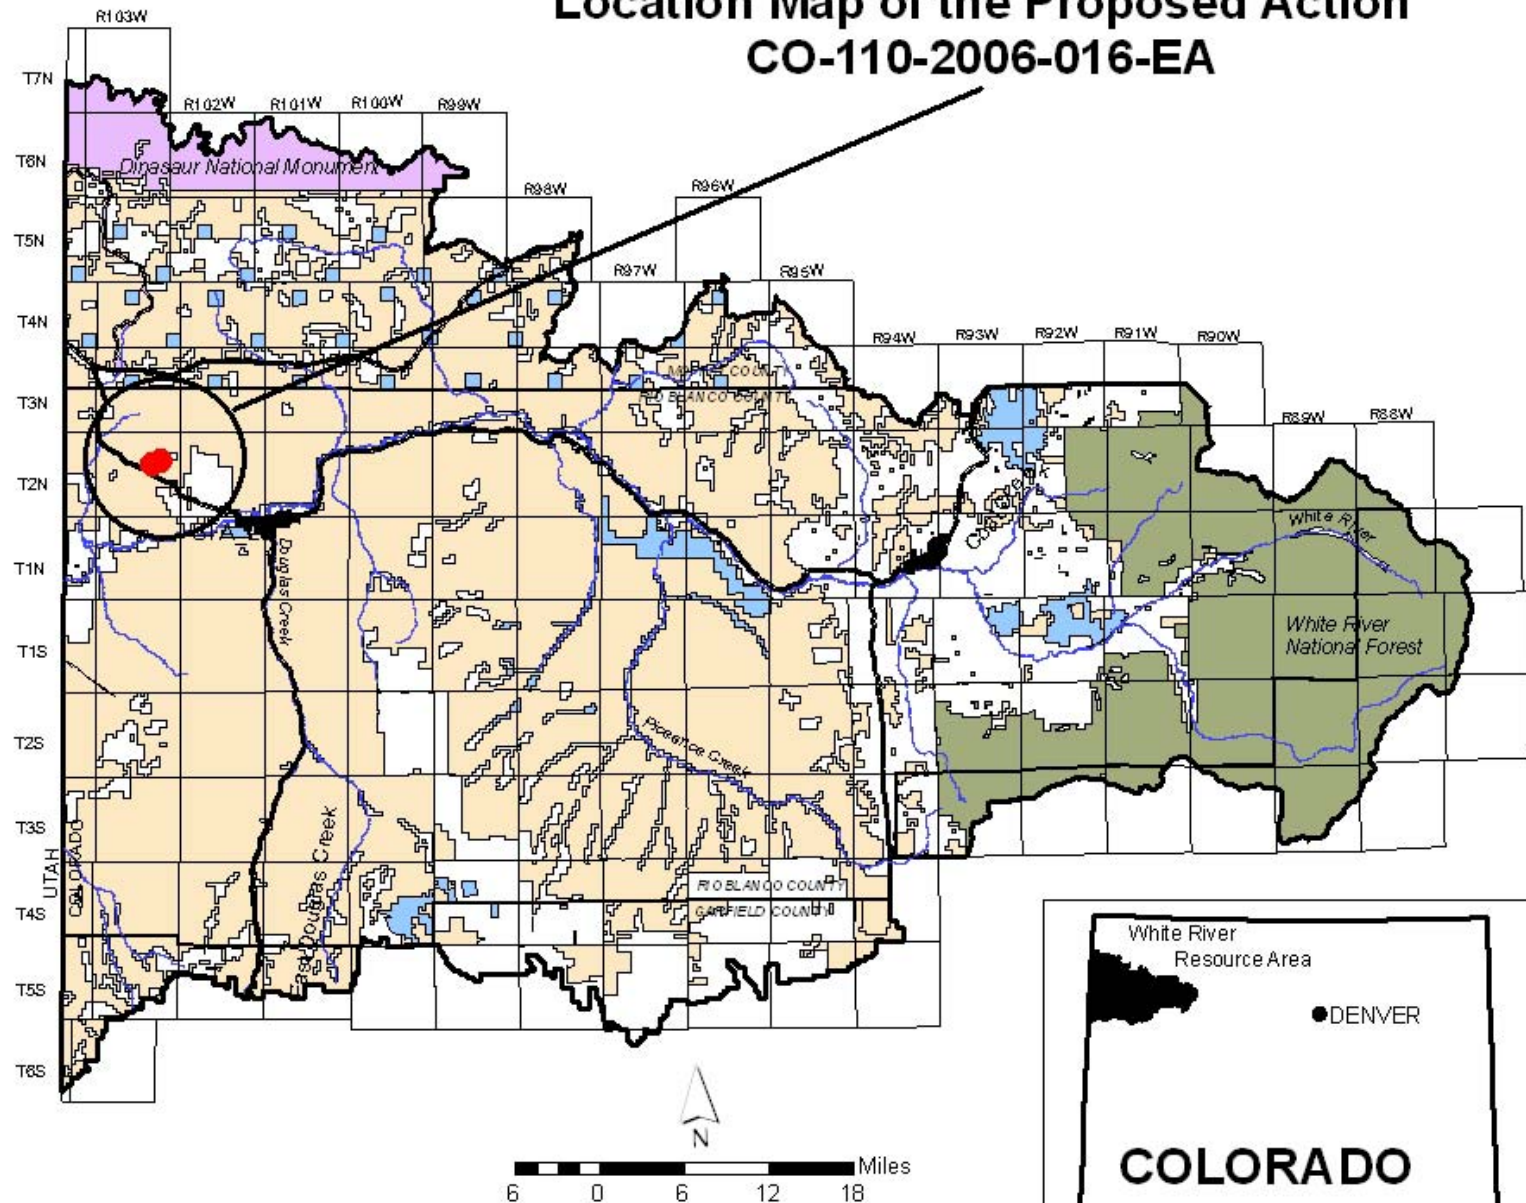 Location Map of the Proposed Action
CO-110-2006-016-EA
R103W
T7N
R102W
R101W
R100W
R99W
T6N
Dinasaur National Monument
R98W
R96W
T5N
R97W
R95W
T4N
R94W
R93W
R92W
R91W
R90W
MOFFAT COUNTY
RIO BLANCO COUNTY
T3N
R89W
R88W
T2N
White River
Douglas Creek
T1N
White River
National Forest
T1S
Piceance Creek
T2S
T3S
UTAH
COLORADO
East Douglas Creek
RIO BLANCO COUNTY
GARFIELD COUNTY
T4S
T5S
T6S
White River
Resource Area
DENVER
COLORADO
N
Miles
6 0 6 12 18